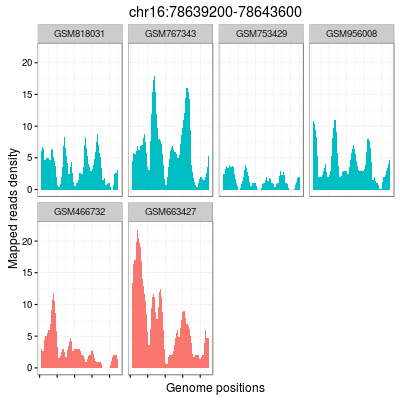 chr16:78639200-78643600
GSM818031 GSM767343 GSM753429 GSM956008
20
15
10
5
0
GSM466732 GSM663427
20
15
10
5
0
Mapped reads density
Genome positions